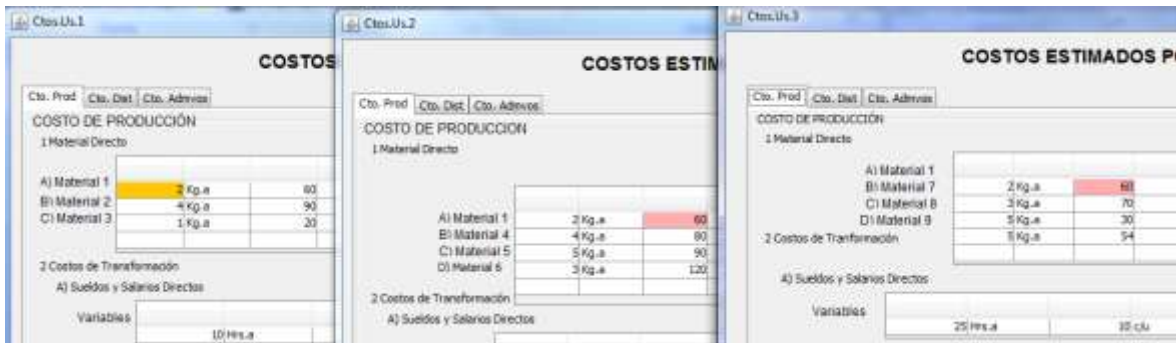 Ctos.Us.1
COSTOS
Cto. Prod Cto. Dist Cto. Admvos
COSTO DE PRODUCCIÓN
1 Material Directo
A) Material 1 2 Kg.a 60
B) Material 2 4 Kg.a 90
C) Material 3 1 Kg.a 20
2 Costos de Transformación
A) Sueldos y Salarios Directos
Variables
10 Hrs.a
Ctos.Us.2
COSTOS ESTIM
Cto. Prod Cto. Dist Cto. Admvos
COSTO DE PRODUCCION
1 Material Directo
A) Material 1 2 Kg.a 60
B) Material 4 4 Kg.a 80
C) Material 5 5 Kg.a 90
D) Material 6 3 Kg.a 120
2 Costos de Transformación
A) Sueldos y Salarios Directos
Ctos.Us.3
COSTOS ESTIMADOS P
Cto. Prod Cto. Dist Cto. Admvos
COSTO DE PRODUCCIÓN
1 Material Directo
A) Material 1
B) Material 7 2 Kg.a 60
C) Material 8 3 Kg.a 70
D) Material 9 5 Kg.a 30
2 Costos de Tranformación 5 Kg.a 54
A) Sueldos y Salarios Directos
Variables
25 Hrs.a 10 c/u